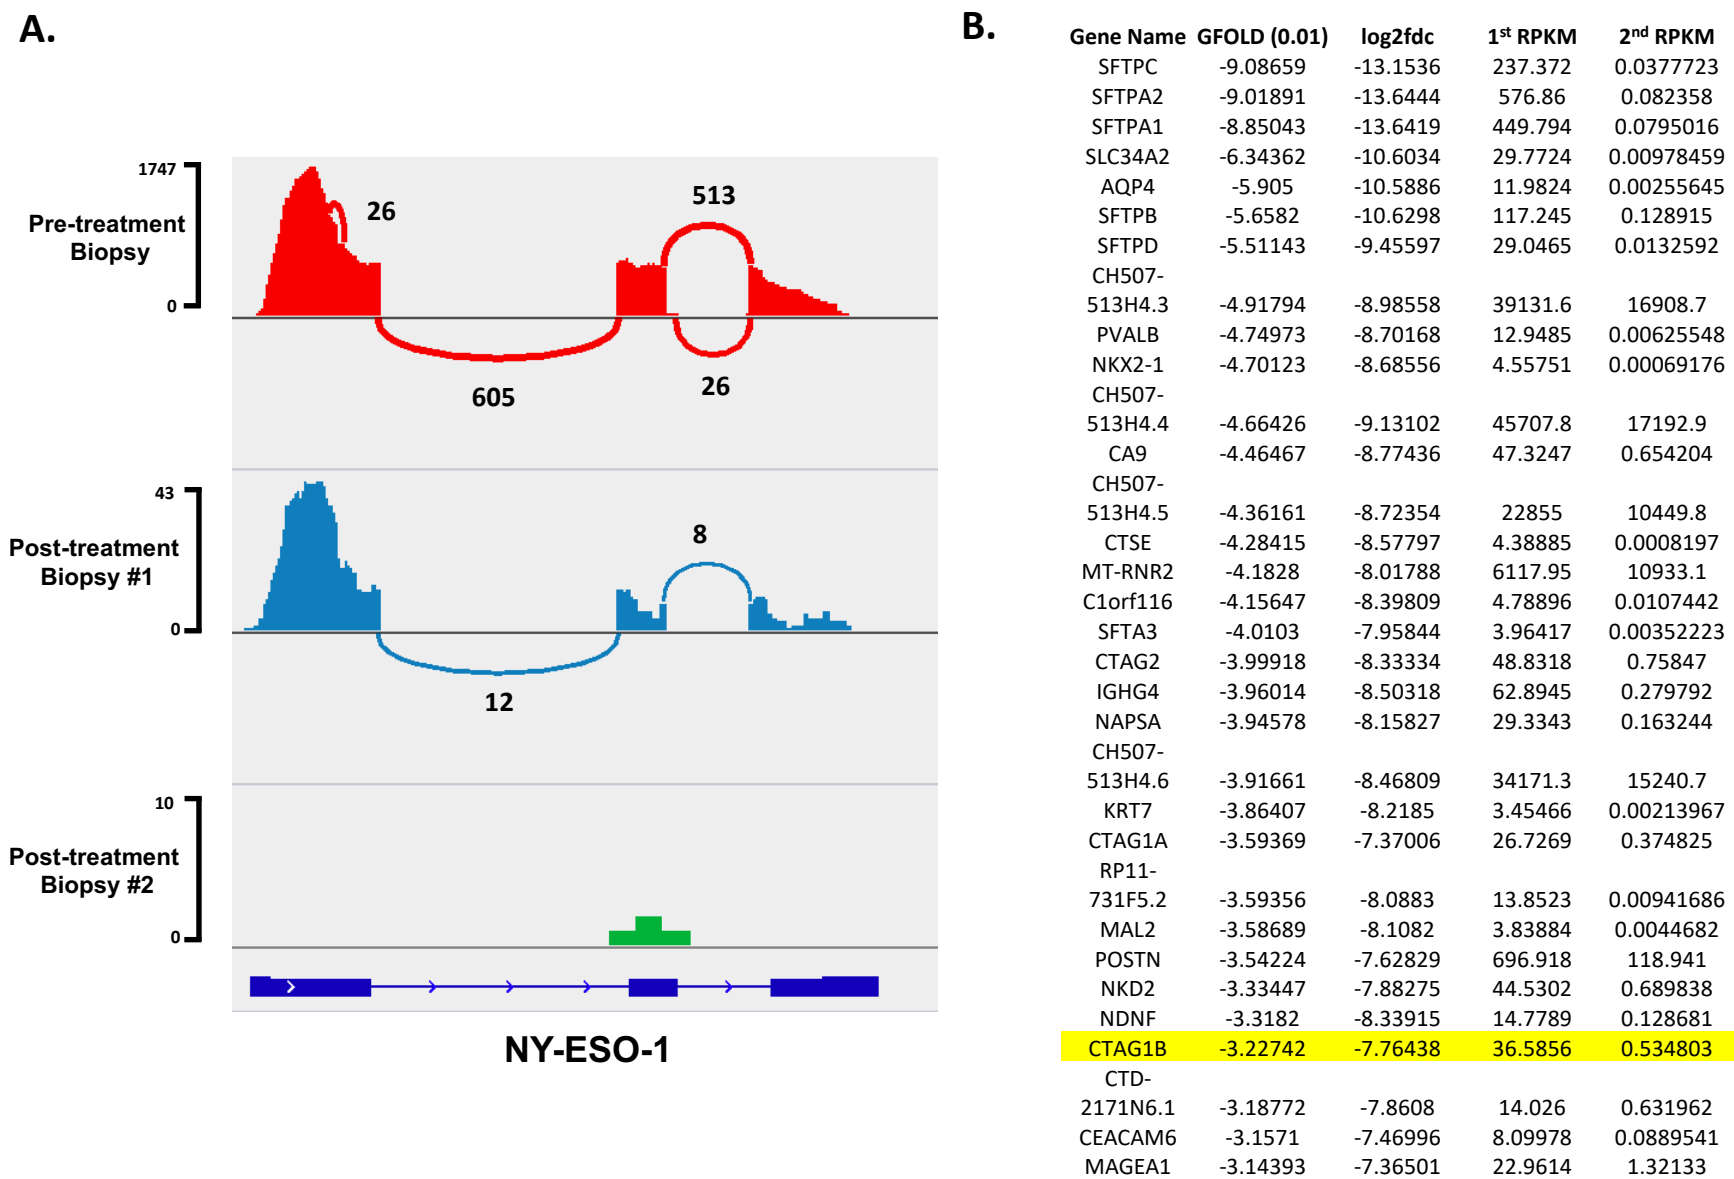 A.
1747
Pre-treatment
Biopsy
0
26
513
605
26
43
Post-treatment
Biopsy #1
0
8
12
10
Post-treatment
Biopsy #2
0
NY-ESO-1
B.
Gene Name GFOLD (0.01) log2fdc 1st RPKM 2nd RPKM
SFTPC -9.08659 -13.1536 237.372 0.0377723
SFTPA2 -9.01891 -13.6444 576.86 0.082358
SFTPA1 -8.85043 -13.6419 449.794 0.0795016
SLC34A2 -6.34362 -10.6034 29.7724 0.00978459
AQP4 -5.905 -10.5886 11.9824 0.00255645
SFTPB -5.6582 -10.6298 117.245 0.128915
SFTPD -5.51143 -9.45597 29.0465 0.0132592
CH507-
513H4.3 -4.91794 -8.98558 39131.6 16908.7
PVALB -4.74973 -8.70168 12.9485 0.00625548
NKX2-1 -4.70123 -8.68556 4.55751 0.00069176
CH507-
513H4.4 -4.66426 -9.13102 45707.8 17192.9
CA9 -4.46467 -8.77436 47.3247 0.654204
CH507-
513H4.5 -4.36161 -8.72354 22855 10449.8
CTSE -4.28415 -8.57797 4.38885 0.0008197
MT-RNR2 -4.1828 -8.01788 6117.95 10933.1
C1orf116 -4.15647 -8.39809 4.78896 0.0107442
SFTA3 -4.0103 -7.95844 3.96417 0.00352223
CTAG2 -3.99918 -8.33334 48.8318 0.75847
IGHG4 -3.96014 -8.50318 62.8945 0.279792
NAPSA -3.94578 -8.15827 29.3343 0.163244
CH507-
513H4.6 -3.91661 -8.46809 34171.3 15240.7
KRT7 -3.86407 -8.2185 3.45466 0.00213967
CTAG1A -3.59369 -7.37006 26.7269 0.374825
RP11-
731F5.2 -3.59356 -8.0883 13.8523 0.00941686
MAL2 -3.58689 -8.1082 3.83884 0.0044682
POSTN -3.54224 -7.62829 696.918 118.941
NKD2 -3.33447 -7.88275 44.5302 0.689838
NDNF -3.3182 -8.33915 14.7789 0.128681
CTAG1B -3.22742 -7.76438 36.5856 0.534803
CTD-
2171N6.1 -3.18772 -7.8608 14.026 0.631962
CEACAM6 -3.1571 -7.46996 8.09978 0.0889541
MAGEA1 -3.14393 -7.36501 22.9614 1.32133